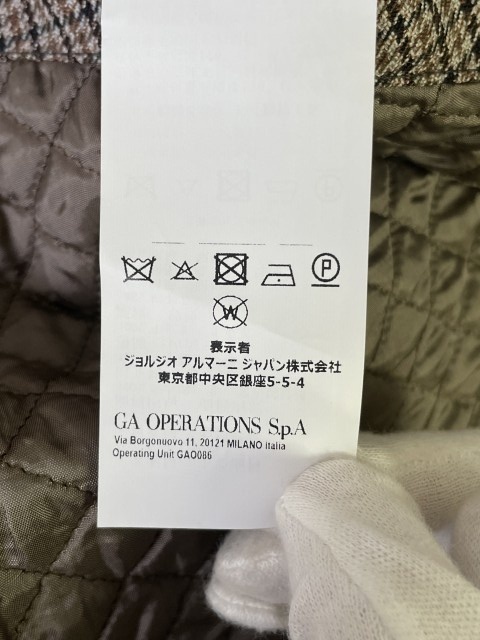 P
W
表示者
ジョルジオ アルマーニ ジャパン株式会社
東京都中央区銀座5-5-4
GA OPERATIONS S.p.A
Via Borgonuovo 11, 20121 MILANO Italia
Operating Unit GAO086